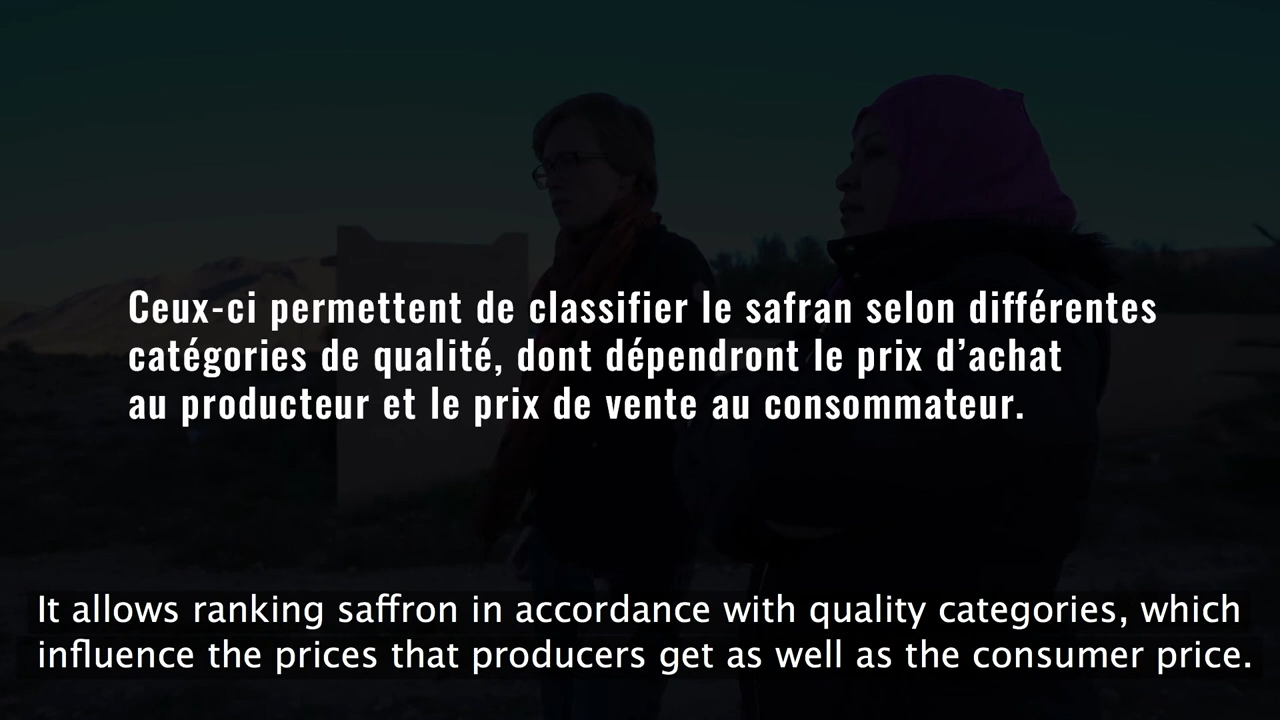 Ceux-ci permettent de classifier le safran selon différentes
catégories de qualité, dont dépendront le prix d’achat
au producteur et le prix de vente au consommateur.
It allows ranking saffron in accordance with quality categories, which
influence the prices that producers get as well as the consumer price.